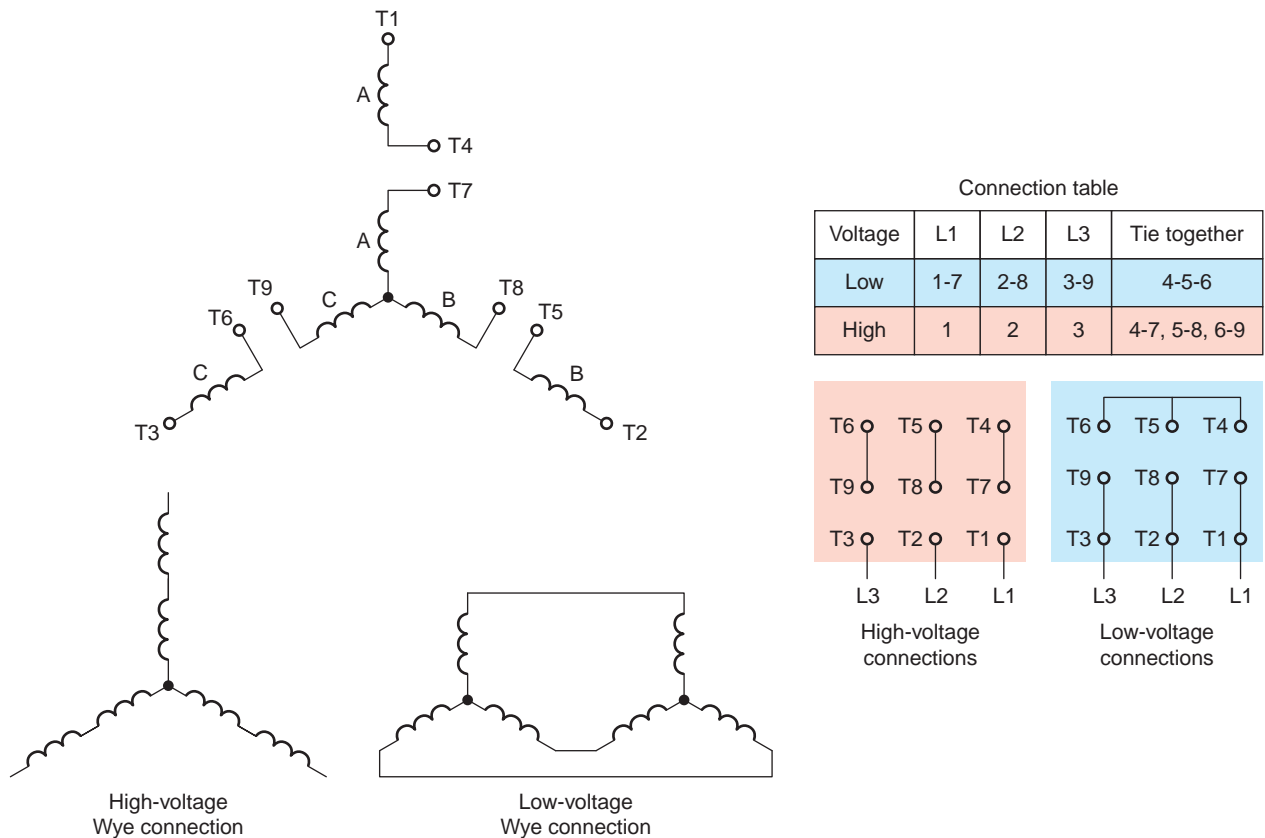 T1
A
T4
T7
A
T9
C
B
T8
T6
T5
C
B
T3
T2
High-voltage
Wye connection
Low-voltage
Wye connection
Connection table
Voltage L1 L2 L3 Tie together
Low 1-7 2-8 3-9 4-5-6
High 1 2 3 4-7, 5-8, 6-9
T6 T5 T4
T9 T8 T7
T3 T2 T1
L3 L2 L1
High-voltage
connections
T6 T5 T4
T9 T8 T7
T3 T2 T1
L3 L2 L1
Low-voltage
connections